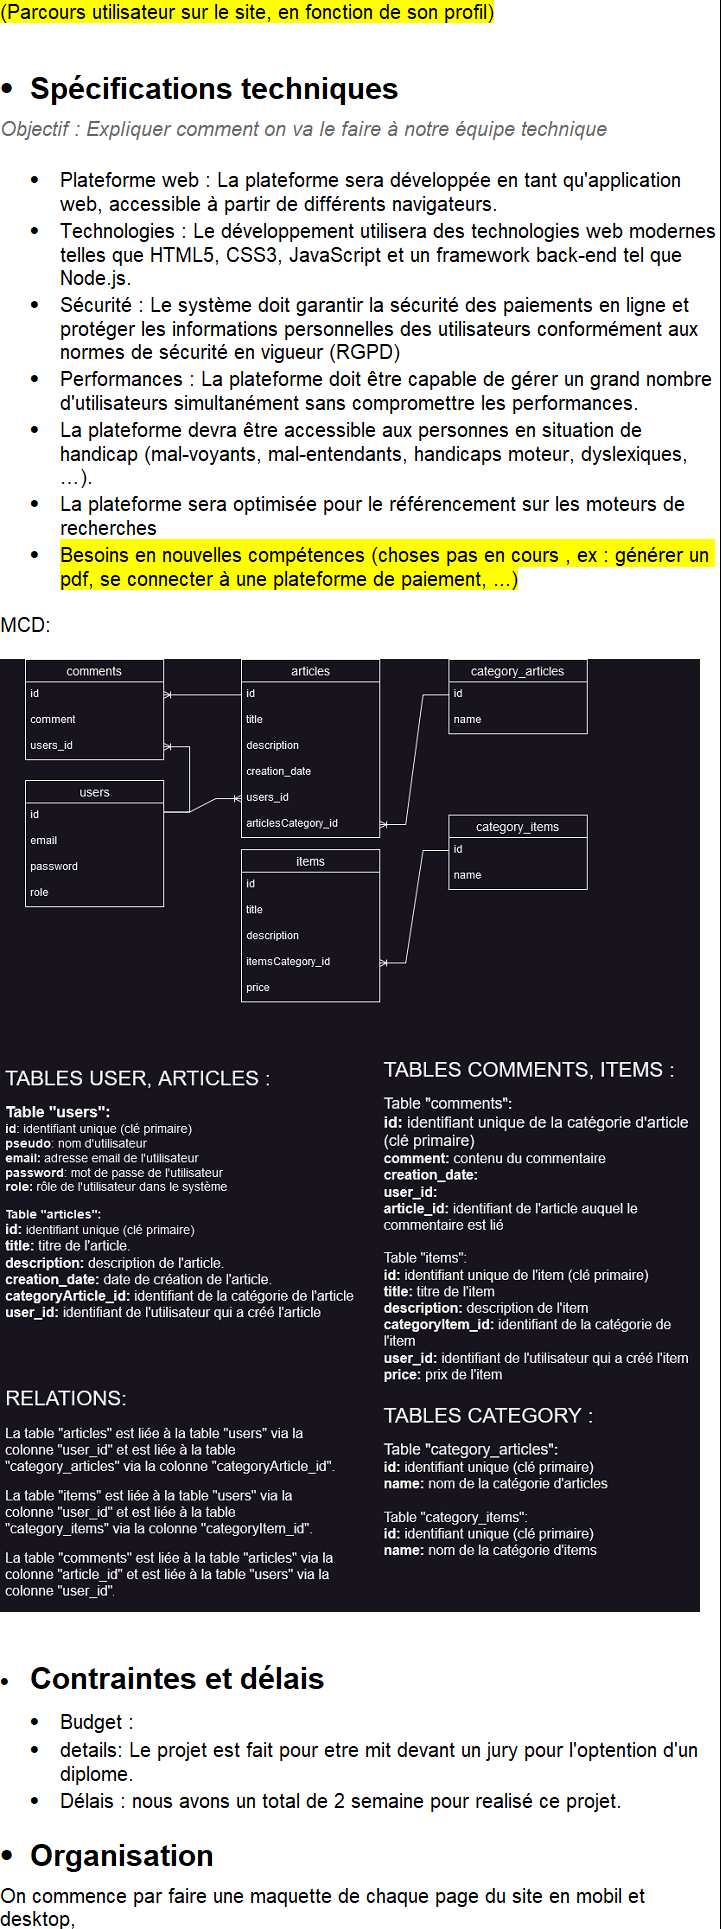 (Parcours utilisateur sur le site, en fonction de son profil)
• Spécifications techniques
Objectif : Expliquer comment on va le faire à notre équipe technique
• Plateforme web : La plateforme sera développée en tant qu'application
web, accessible à partir de différents navigateurs.
• Technologies : Le développement utilisera des technologies web modernes
telles que HTML5, CSS3, JavaScript et un framework back-end tel que
Node.js.
• Sécurité : Le système doit garantir la sécurité des paiements en ligne et
protéger les informations personnelles des utilisateurs conformément aux
normes de sécurité en vigueur (RGPD)
• Performances : La plateforme doit être capable de gérer un grand nombre
d'utilisateurs simultanément sans compromettre les performances.
• La plateforme devra être accessible aux personnes en situation de
handicap (mal-voyants, mal-entendants, handicaps moteur, dyslexiques,
…).
• La plateforme sera optimisée pour le référencement sur les moteurs de
recherches
• Besoins en nouvelles compétences (choses pas en cours , ex : générer un
pdf, se connecter à une plateforme de paiement, …)
MCD:
comments
id
comment
users_id
users
id
email
password
role
articles
id
title
description
creation_date
users_id
articlesCategory_id
items
id
title
description
itemsCategory_id
price
category_articles
id
name
category_items
id
name
TABLES USER, ARTICLES :
Table "users":
id: identifiant unique (clé primaire)
pseudo: nom d'utilisateur
email: adresse email de l'utilisateur
password: mot de passe de l'utilisateur
role: rôle de l'utilisateur dans le système
Table "articles":
id: identifiant unique (clé primaire)
title: titre de l'article.
description: description de l'article.
creation_date: date de création de l'article.
categoryArticle_id: identifiant de la catégorie de l'article
user_id: identifiant de l'utilisateur qui a créé l'article
RELATIONS:
La table "articles" est liée à la table "users" via la
colonne "user_id" et est liée à la table
"category_articles" via la colonne "categoryArticle_id".
La table "items" est liée à la table "users" via la
colonne "user_id" et est liée à la table
"category_items" via la colonne "categoryItem_id".
La table "comments" est liée à la table "articles" via la
colonne "article_id" et est liée à la table "users" via la
colonne "user_id".
TABLES COMMENTS, ITEMS :
Table "comments":
id: identifiant unique de la catégorie d'article
(clé primaire)
comment: contenu du commentaire
creation_date:
user_id:
article_id: identifiant de l'article auquel le
commentaire est lié
Table "items":
id: identifiant unique de l'item (clé primaire)
title: titre de l'item
description: description de l'item
categoryItem_id: identifiant de la catégorie de
l'item
user_id: identifiant de l'utilisateur qui a créé l'item
price: prix de l'item
TABLES CATEGORY :
Table "category_articles":
id: identifiant unique (clé primaire)
name: nom de la catégorie d'articles
Table "category_items":
id: identifiant unique (clé primaire)
name: nom de la catégorie d'items
• Contraintes et délais
• Budget :
• details: Le projet est fait pour etre mit devant un jury pour l'optention d'un
diplome.
• Délais : nous avons un total de 2 semaine pour realisé ce projet.
• Organisation
On commence par faire une maquette de chaque page du site en mobil et
desktop,